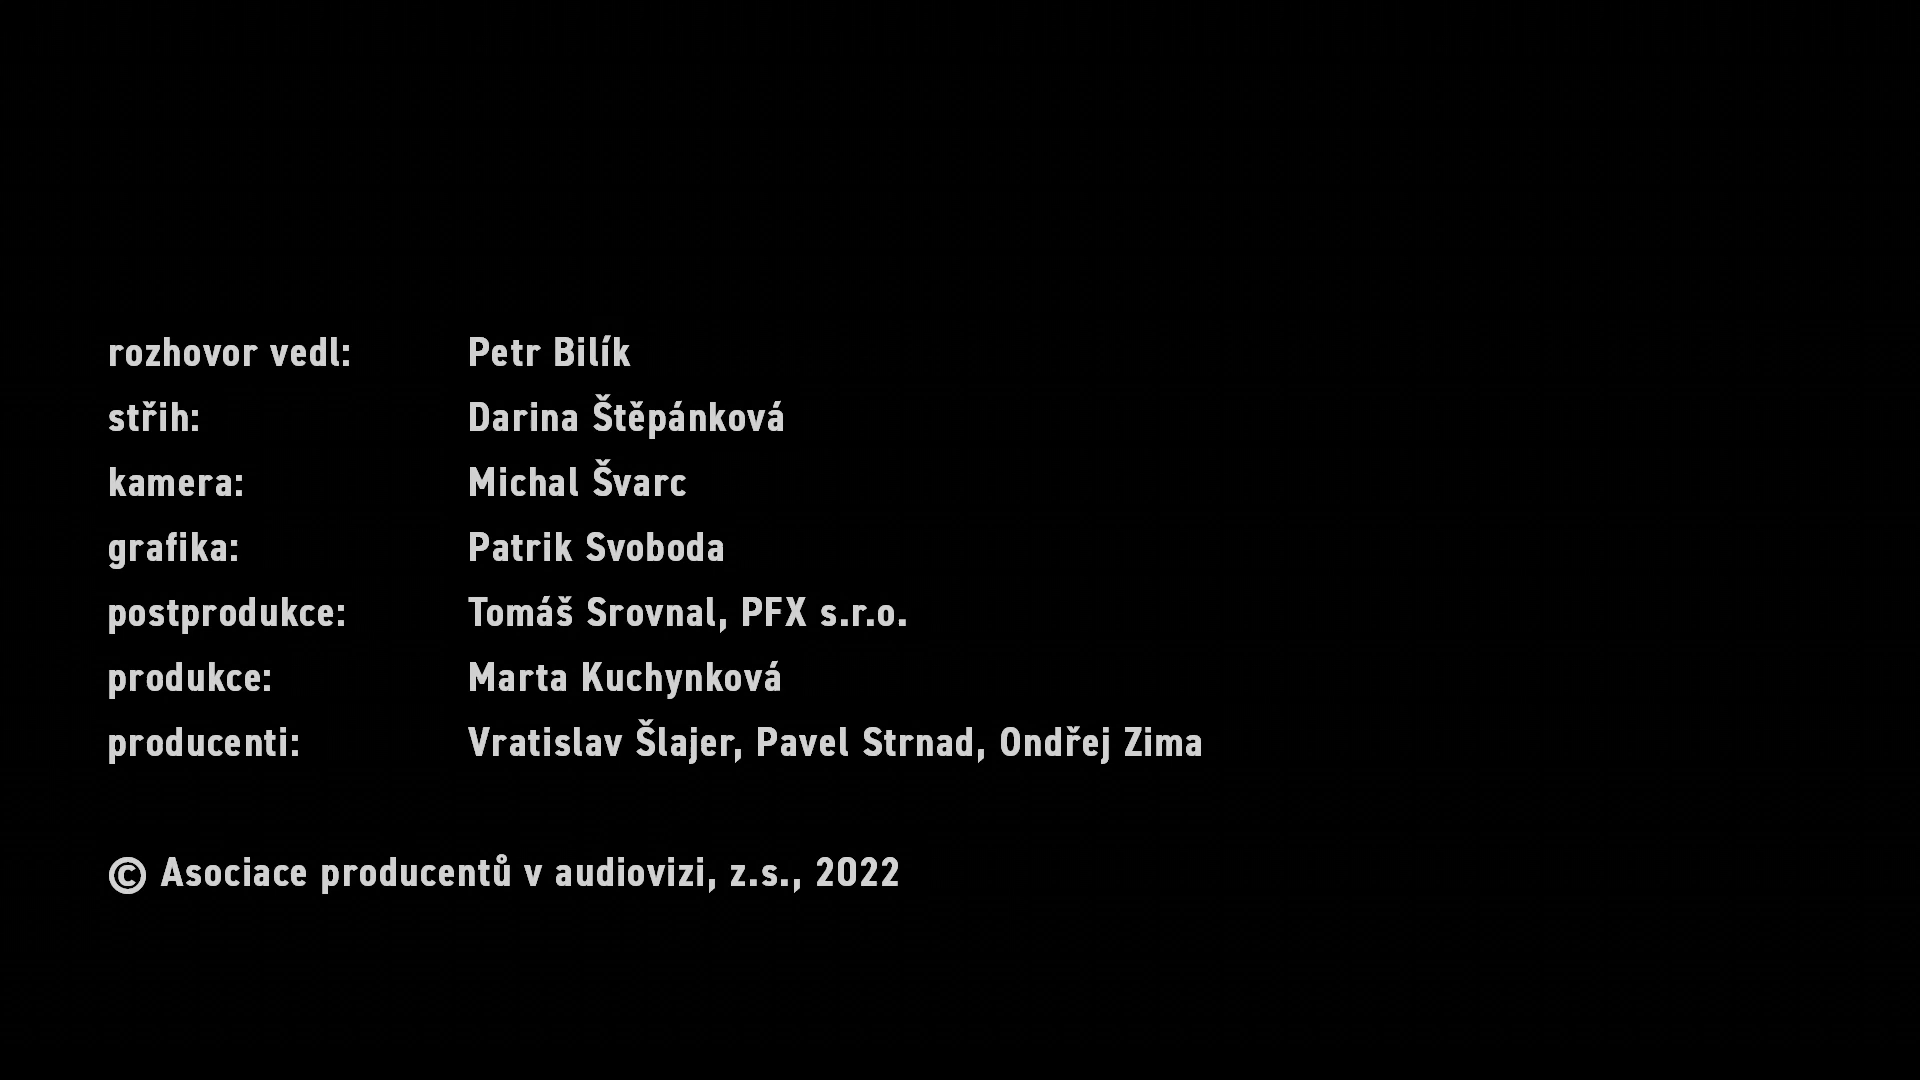 rozhovor vedl: Petr Bilík
střih: Darina Štěpánková
kamera: Michal Švarc
grafika: Patrik Svoboda
postprodukce: Tomáš Srovnal, PFX s.r.o.
produkce: Marta Kuchynková
producenti: Vratislav Šlajer, Pavel Strnad, Ondřej Zima
© Asociace producentů v audiovizi, z.s., 2022